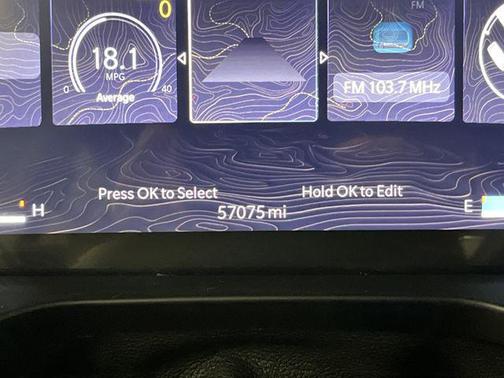 FM
0
18.1
MPG
0 40
Average
FM 103.7 MHz
Press OK to Select
Hold OK to Edit
57075 mi
H
E